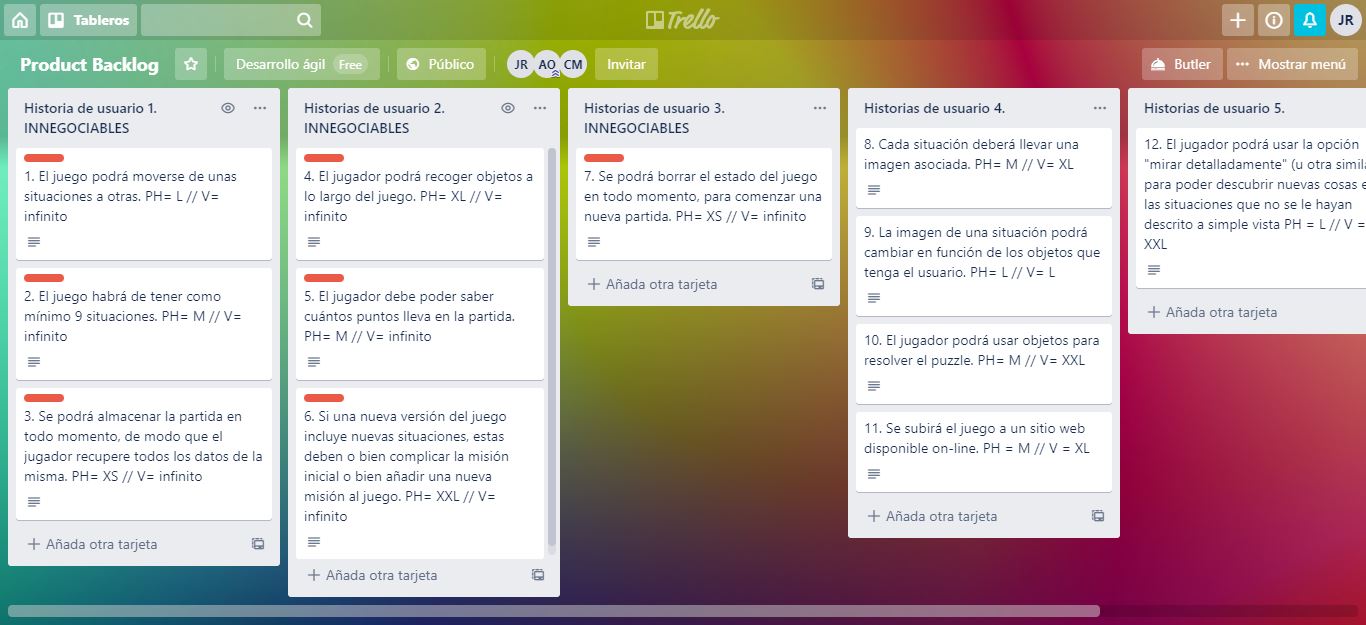 Tableros
Trello
JR
Product Backlog
Desarrollo ágil Free
Público
JR AO CM
Invitar
Butler
Mostrar menú
Historia de usuario 1.
INNEGOCIABLES
1. El juego podrá moverse de unas
situaciones a otras. PH= L // V=
infinito
2. El juego habrá de tener como
mínimo 9 situaciones. PH= M // V=
infinito
3. Se podrá almacenar la partida en
todo momento, de modo que el
jugador recupere todos los datos de la
misma. PH= XS // V= infinito
Añada otra tarjeta
Historias de usuario 2.
INNEGOCIABLES
4. El jugador podrá recoger objetos a
lo largo del juego. PH= XL // V=
infinito
5. El jugador debe poder saber
cuántos puntos lleva en la partida.
PH= M // V= infinito
6. Si una nueva versión del juego
incluye nuevas situaciones, estas
deben o bien complicar la misión
inicial o bien añadir una nueva
misión al juego. PH= XXL // V=
infinito
Añada otra tarjeta
Historias de usuario 3.
INNEGOCIABLES
7. Se podrá borrar el estado del juego
en todo momento, para comenzar una
nueva partida. PH= XS // V= infinito
Añada otra tarjeta
Historias de usuario 4.
8. Cada situación deberá llevar una
imagen asociada. PH= M // V= XL
9. La imagen de una situación podrá
cambiar en función de los objetos que
tenga el usuario. PH= L // V= L
10. El jugador podrá usar objetos para
resolver el puzzle. PH= M // V= XXL
11. Se subirá el juego a un sitio web
disponible on-line. PH = M // V = XL
Añada otra tarjeta
Historias de usuario 5.
12. El jugador podrá usar la opción
"mirar detalladamente" (u otra
para poder descubrir nuevas cosas
las situaciones que no se le hayan
descrito a simple vista PH = L // V =
XXL
Añada otra tarjeta